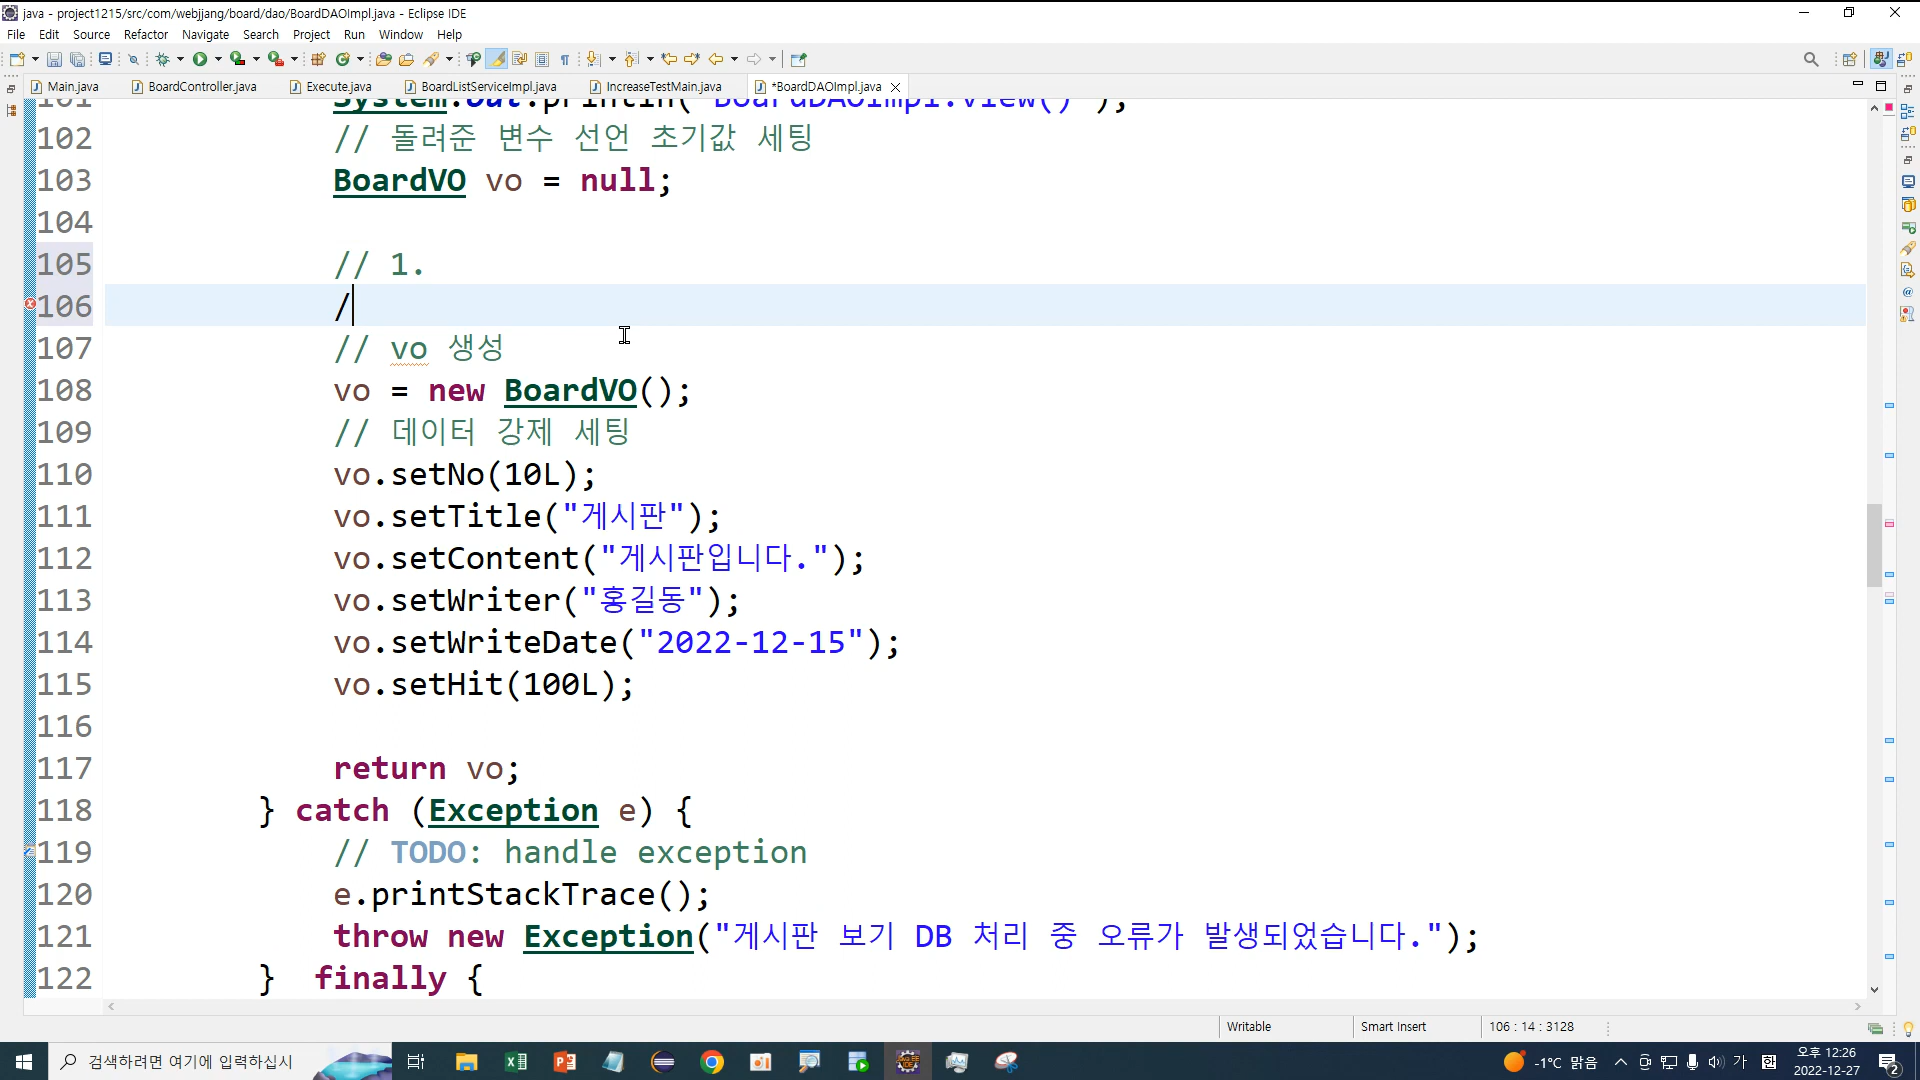 java - project1215/src/com/webjjang/board/dao/BoardDAOImpl.java - Eclipse IDE
File Edit Source Refactor Navigate Search Project Run Window Help
Main.java BoardController.java Execute.java BoardListServiceImpl.java IncreaseTestMain.java *BoardDAOImpl.java
101 System.out.println("BoardDAOImpl.view()");
102 // 돌려준 변수 선언 초기값 세팅
103 BoardVO vo = null;
104
105 // 1.
106 /
107 // vo 생성
108 vo = new BoardVO();
109 // 데이터 강제 세팅
110 vo.setNo(10L);
111 vo.setTitle("게시판");
112 vo.setContent("게시판입니다.");
113 vo.setWriter("홍길동");
114 vo.setWriteDate("2022-12-15");
115 vo.setHit(100L);
116
117 return vo;
118 } catch (Exception e) {
119 // TODO: handle exception
120 e.printStackTrace();
121 throw new Exception("게시판 보기 DB 처리 중 오류가 발생되었습니다.");
122 } finally {
Writable Smart Insert 106 : 14 : 3128
검색하려면 여기에 입력하십시 -1°C 맑음 가 오후 12:26
2022-12-27 2